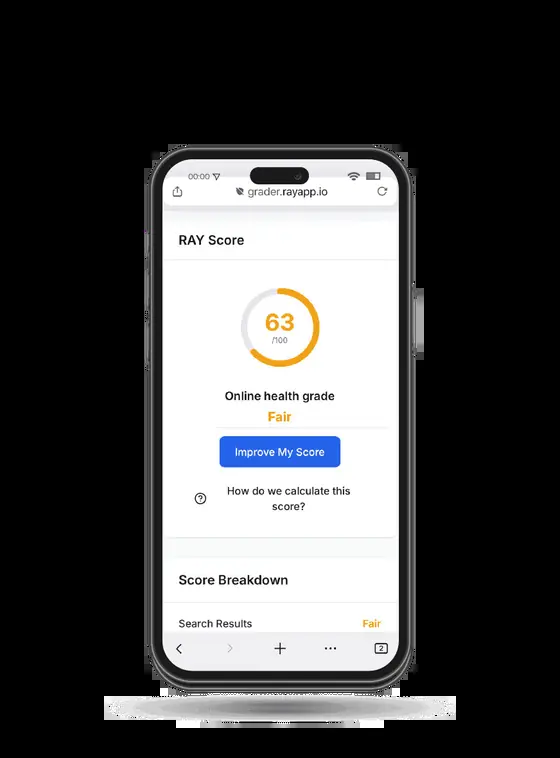 00:00
grader.rayapp.io
RAY Score
63
/100
Online health grade
Fair
Improve My Score
How do we calculate this
score?
Score Breakdown
Search Results Fair
2